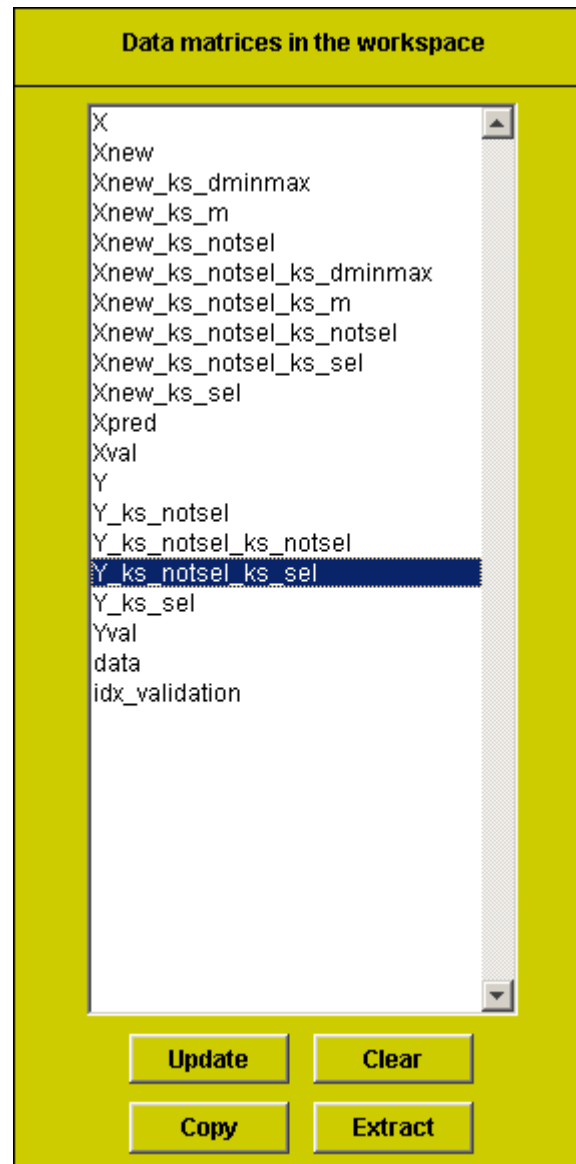 Data matrices in the workspace
X
Xnew
Xnew_ks_dminmax
Xnew_ks_m
Xnew_ks_notsel
Xnew_ks_notsel_ks_dminmax
Xnew_ks_notsel_ks_m
Xnew_ks_notsel_ks_notsel
Xnew_ks_notsel_ks_sel
Xnew_ks_sel
Xpred
Xval
Y
Y_ks_notsel
Y_ks_notsel_ks_notsel
Y_ks_notsel_ks_sel
Y_ks_sel
Yval
data
idx_validation
Update Clear
Copy Extract